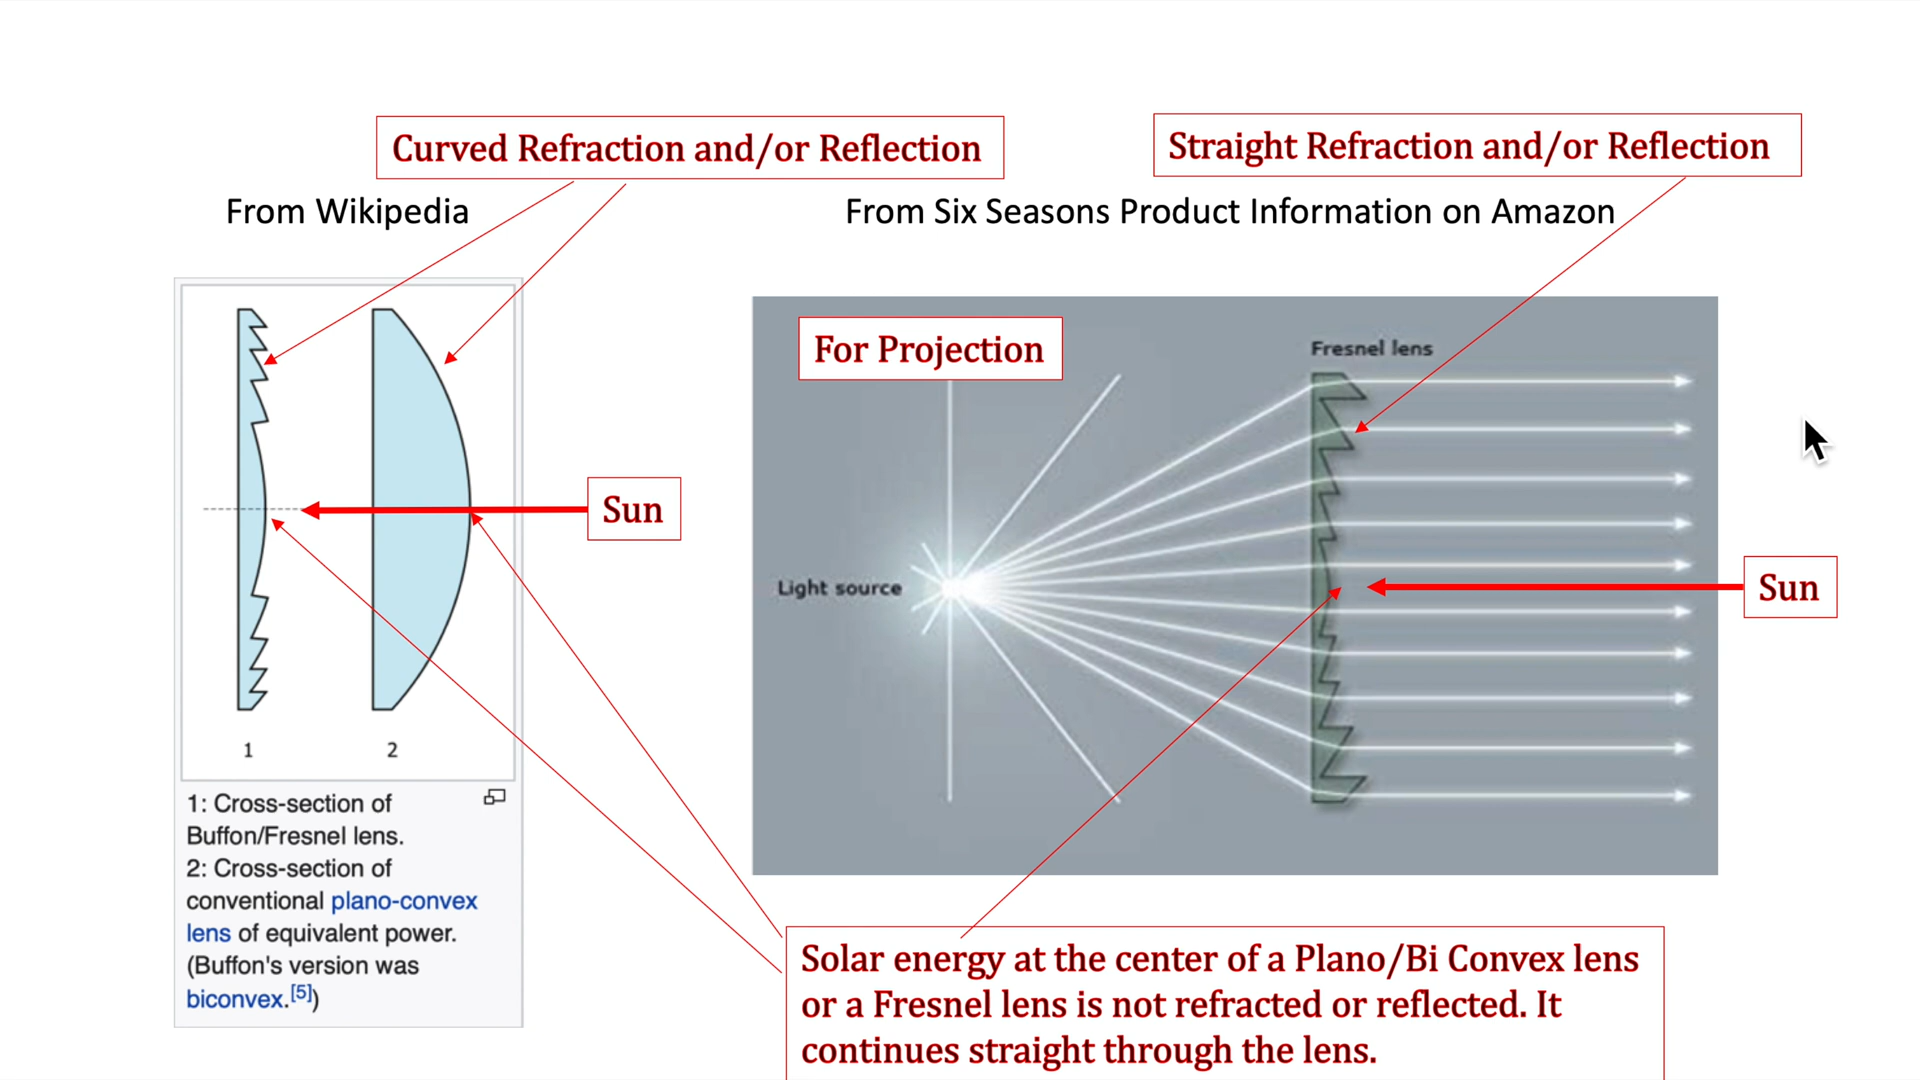 Curved Refraction and/or Reflection
Straight Refraction and/or Reflection
From Wikipedia
From Six Seasons Product Information on Amazon
For Projection
Fresnel lens
Sun
Light source
Sun
1
2
1: Cross-section of
Buffon/Fresnel lens.
2: Cross-section of
conventional plano-convex
lens of equivalent power.
(Buffon's version was
biconvex.[5])
Solar energy at the center of a Plano/Bi Convex lens
or a Fresnel lens is not refracted or reflected. It
continues straight through the lens.